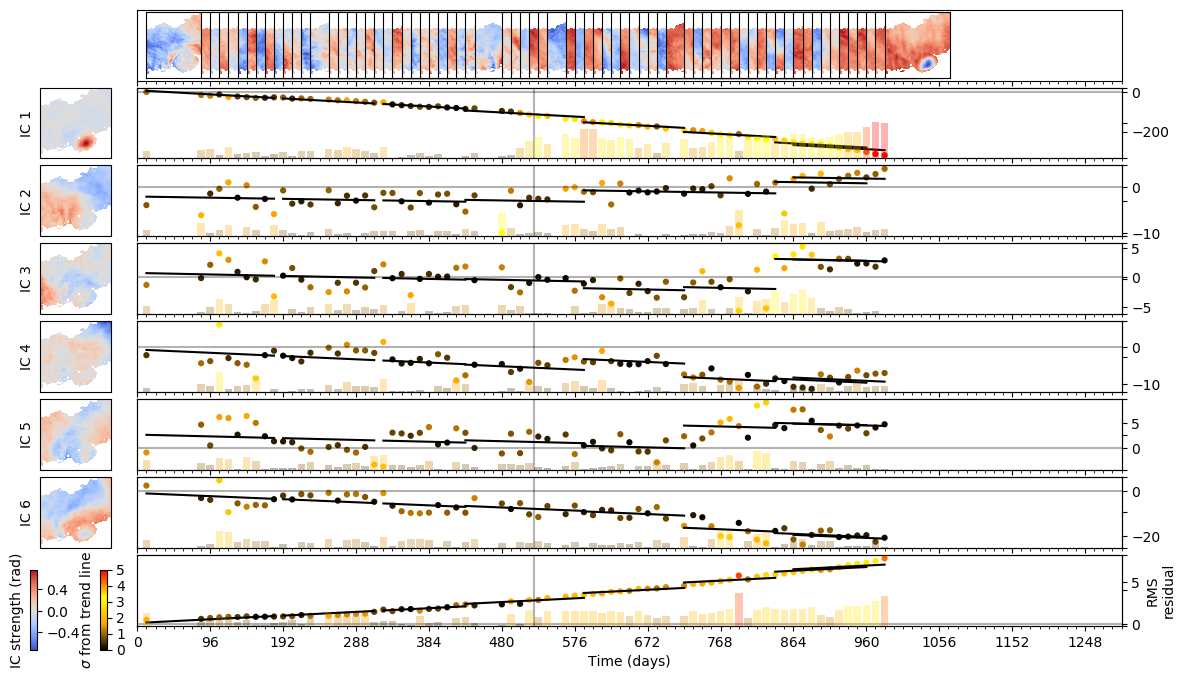 IC 1
0
−200
IC 2
0
−10
IC 3
5
0
−5
IC 4
0
−10
IC 5
5
0
IC 6
0
−20
IC strength (rad)
0.4
0.0
−0.4
σ from trend line
5
4
3
2
1
0
5
0
RMS
residual
0 96 192 288 384 480 576 672 768 864 960 1056 1152 1248
Time (days)